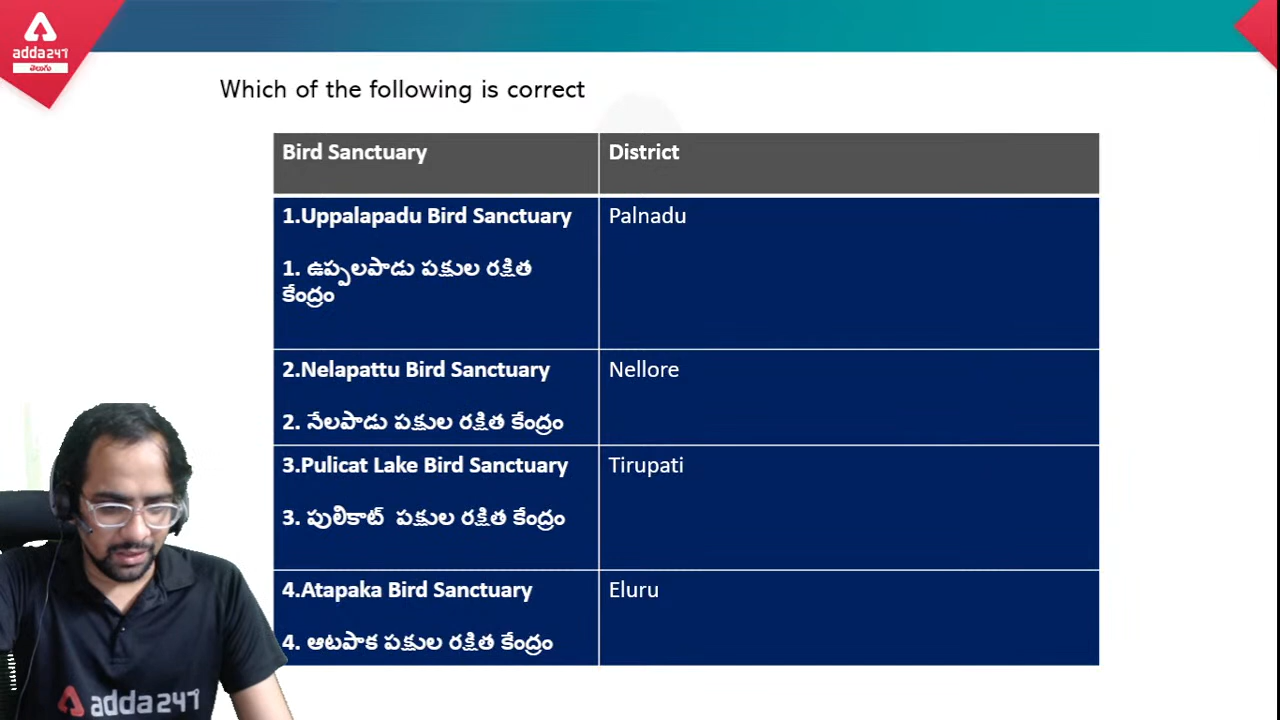 adda247
తెలుగు
Which of the following is correct
Bird Sanctuary
District
1.Uppalapadu Bird Sanctuary
Palnadu
1. ఉప్పలపాడు పక్షుల రక్షిత
కేంద్రం
2.Nelapattu Bird Sanctuary
Nellore
2. నేలపాడు పక్షుల రక్షిత కేంద్రం
3.Pulicat Lake Bird Sanctuary
Tirupati
3. పులికాట్ పక్షుల రక్షిత కేంద్రం
4.Atapaka Bird Sanctuary
Eluru
4. ఆటపాక పక్షుల రక్షిత కేంద్రం
adda247